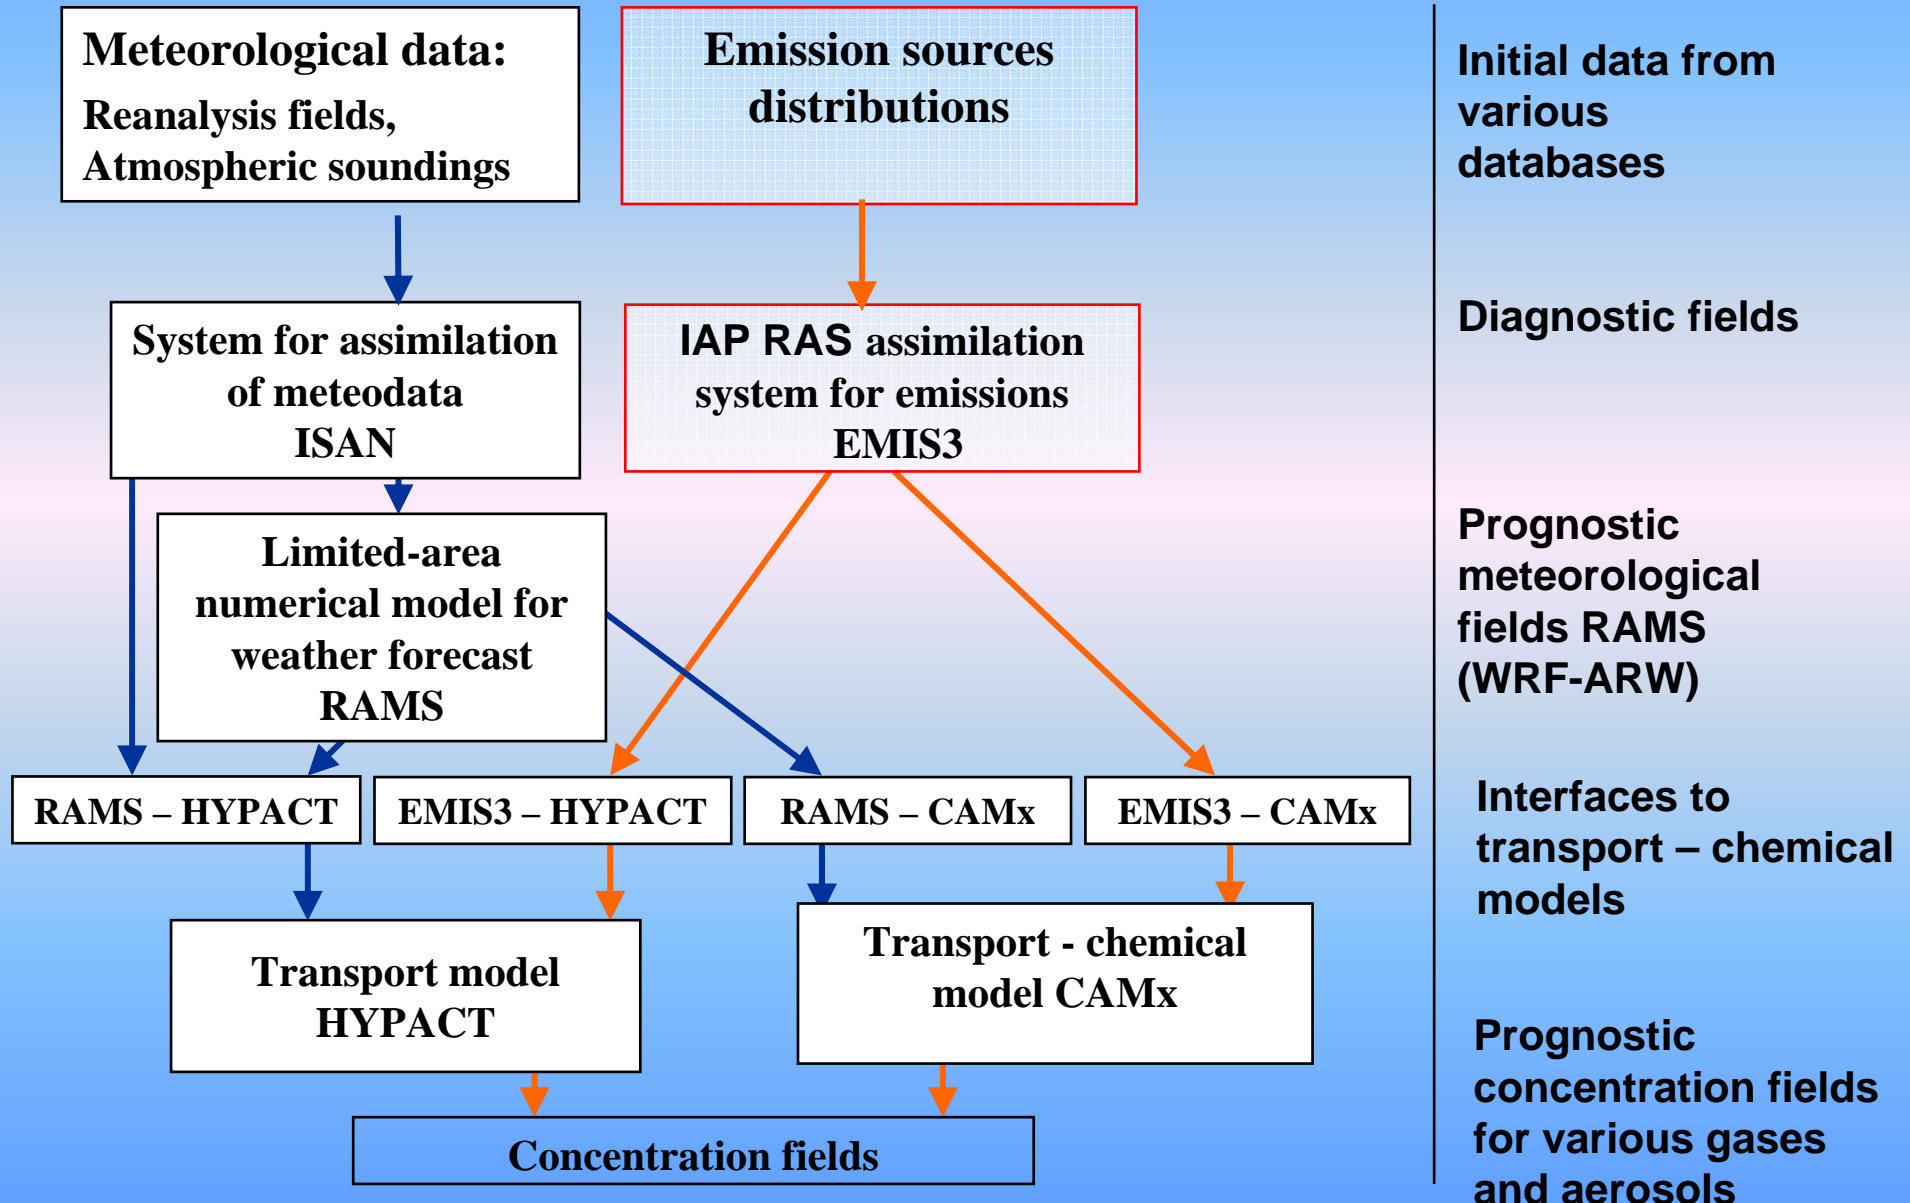 Meteorological data:
Reanalysis fields,
Atmospheric soundings
Emission sources
distributions
Initial data from
various
databases
System for assimilation
of meteodata
ISAN
IAP RAS assimilation
system for emissions
EMIS3
Diagnostic fields
Limited-area
numerical model for
weather forecast
RAMS
Prognostic
meteorological
fields RAMS
(WRF-ARW)
RAMS – HYPACT
EMIS3 – HYPACT
RAMS – CAMx
EMIS3 – CAMx
Interfaces to
transport – chemical
models
Transport model
HYPACT
Transport - chemical
model CAMx
Concentration fields
Prognostic
concentration fields
for various gases
and aerosols